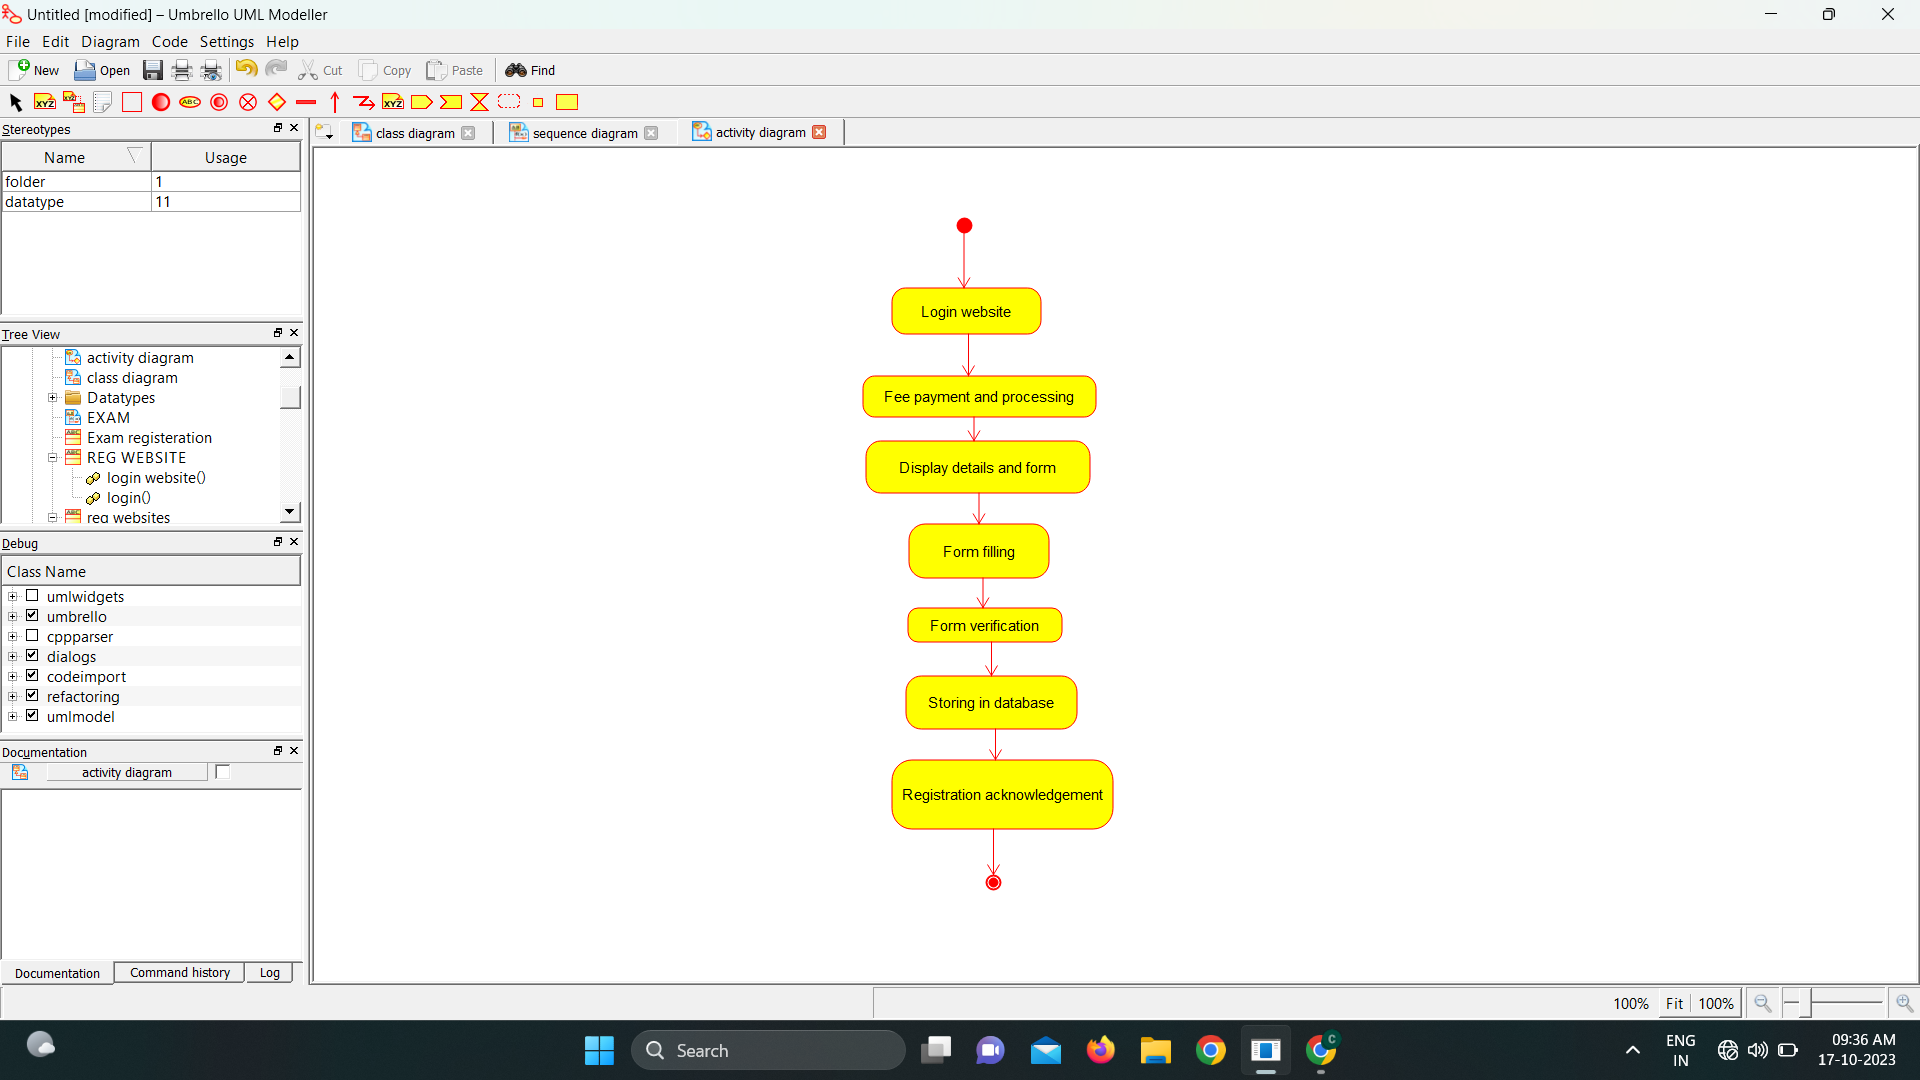 Untitled [modified] – Umbrello UML Modeller
File Edit Diagram Code Settings Help
New Open Cut Copy Paste Find
XYZ XYZ ABC XYZ
Stereotypes
class diagram sequence diagram activity diagram
Name Usage
folder 1
datatype 11
Tree View
activity diagram
class diagram
Datatypes
EXAM
Exam registeration
REG WEBSITE
login website()
login()
reg websites
Debug
Class Name
umlwidgets
umbrello
cppparser
dialogs
codeimport
refactoring
umlmodel
Documentation
activity diagram
Documentation Command history Log
Login website
Fee payment and processing
Display details and form
Form filling
Form verification
Storing in database
Registration acknowledgement
100% Fit 100%
Search
C
ENG
IN
09:36 AM
17-10-2023